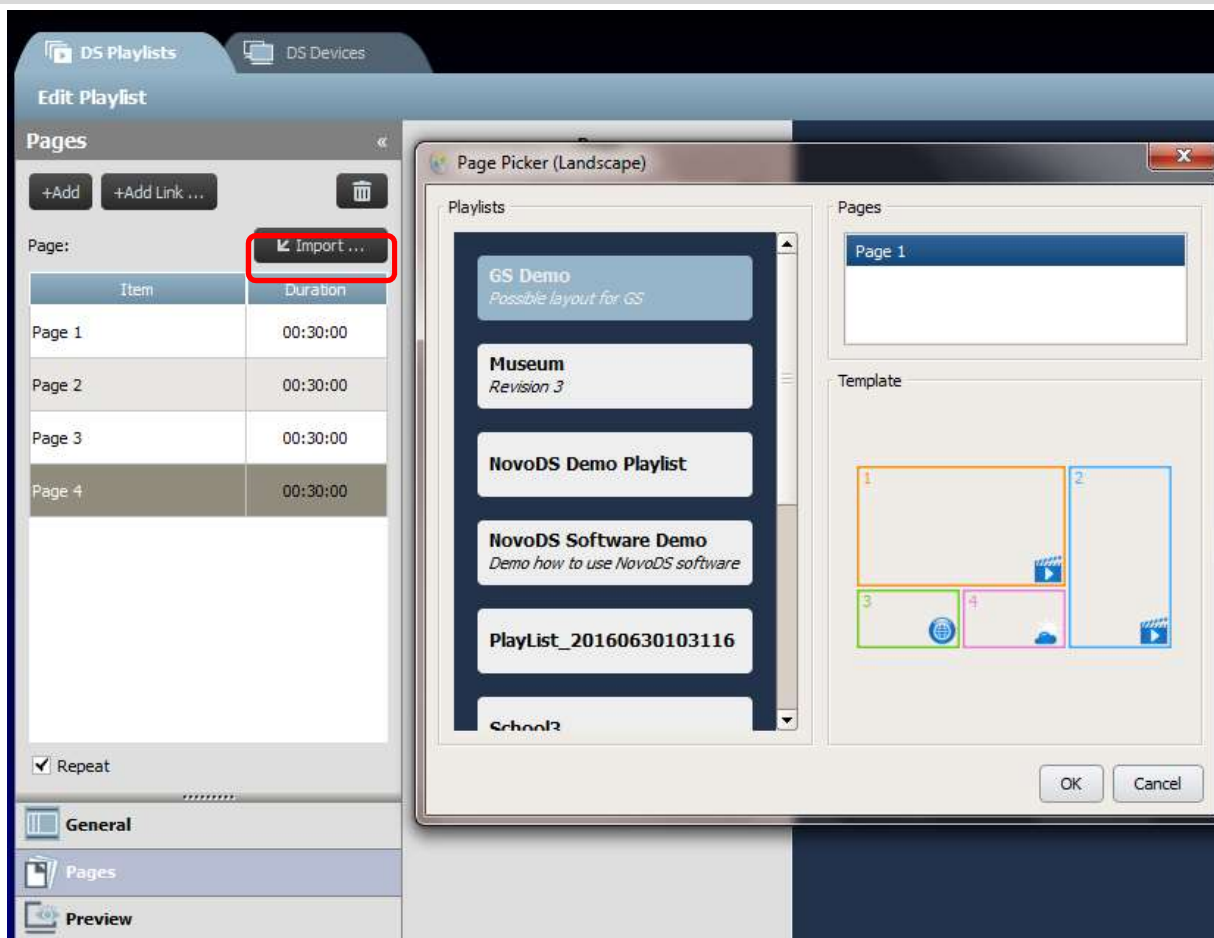 DS Playlists
DS Devices
Edit Playlist
Pages «
+Add
+Add Link ...
Page:
Import ...
Item Duration
Page 1 00:30:00
Page 2 00:30:00
Page 3 00:30:00
Page 4 00:30:00
Repeat
General
Pages
Preview
Page Picker (Landscape)
Playlists
GS Demo
Possible layout for GS
Museum
Revision 3
NovoDS Demo Playlist
NovoDS Software Demo
Demo how to use NovoDS software
PlayList_20160630103116
School3
Pages
Page 1
Template
1
2
3
4
OK
Cancel